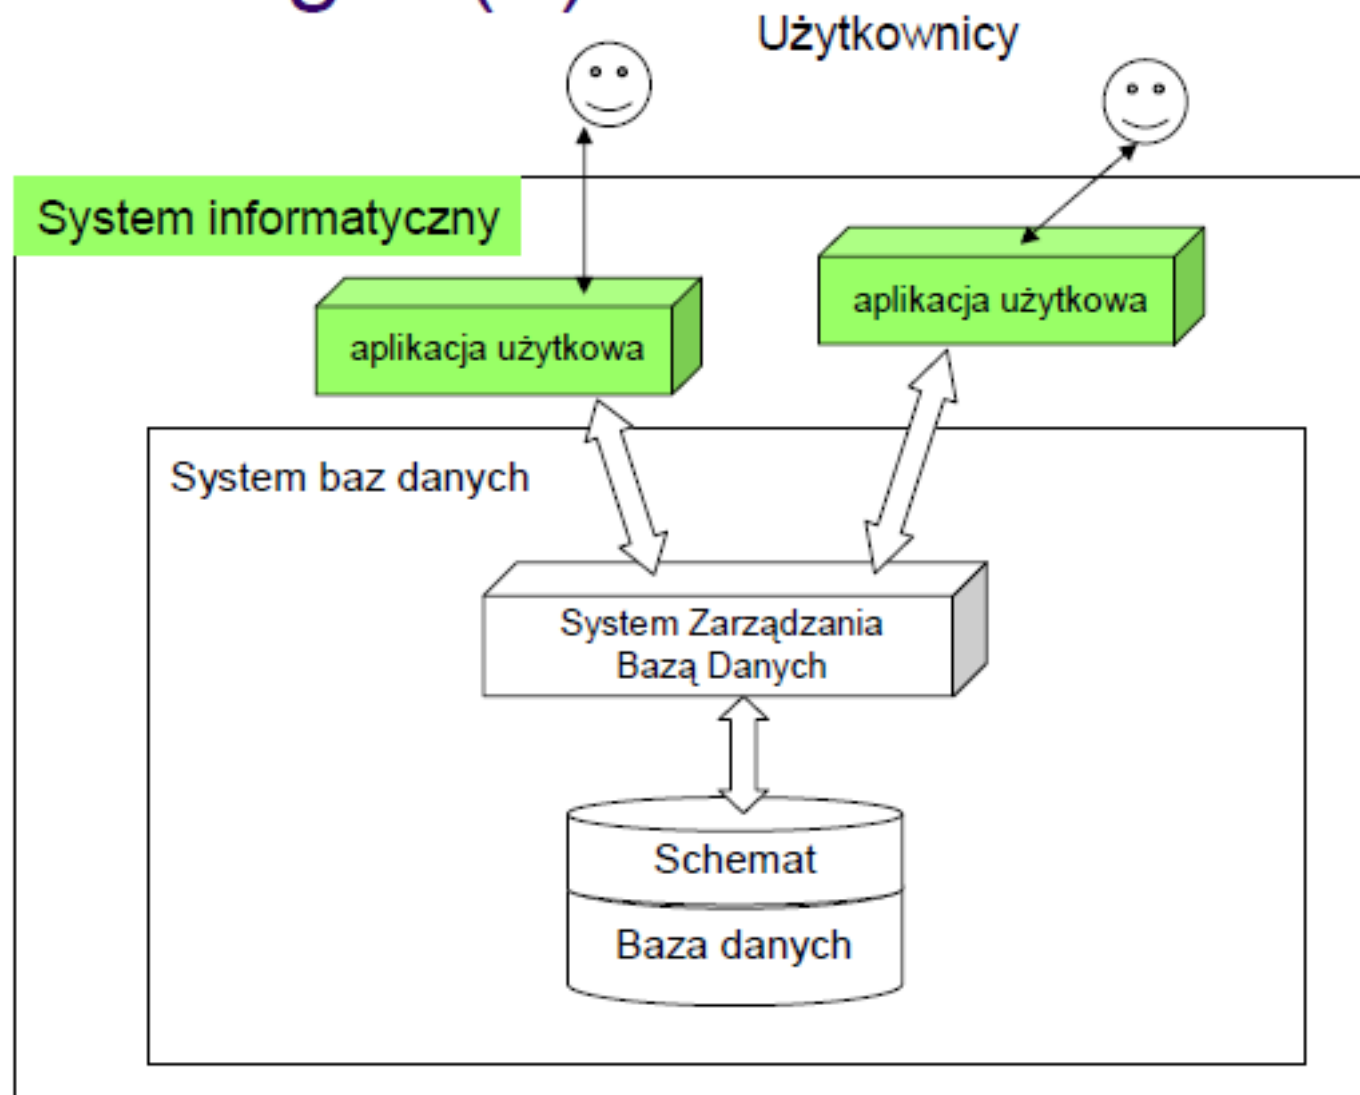 Użytkownicy
System informatyczny
aplikacja użytkowa
aplikacja użytkowa
System baz danych
System Zarządzania
Bazą Danych
Schemat
Baza danych